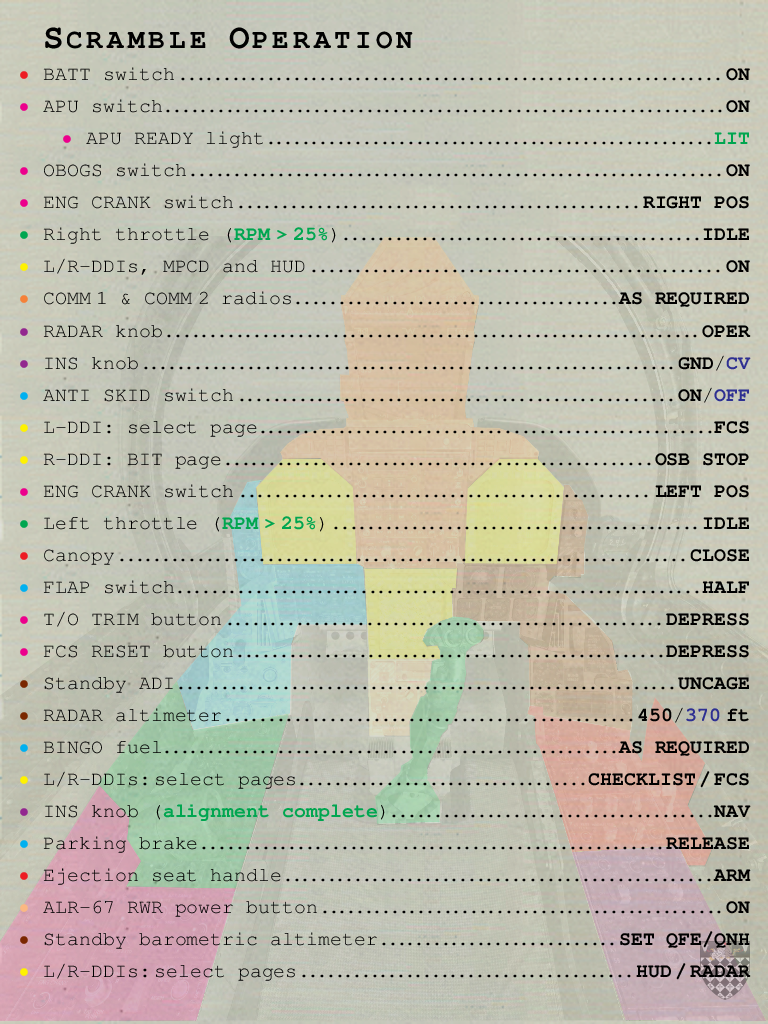 SCRAMBLE OPERATION
• BATT switch...ON
• APU switch...ON
• APU READY light...LIT
• OBOGS switch...ON
• ENG CRANK switch...RIGHT POS
• Right throttle (RPM > 25%)...IDLE
• L/R-DDIs, MPCD and HUD...ON
• COMM 1 & COMM 2 radios...AS REQUIRED
• RADAR knob...OPER
• INS knob...GND/CV
• ANTI SKID switch...ON/OFF
• L-DDI: select page...FCS
• R-DDI: BIT page...OSB STOP
• ENG CRANK switch...LEFT POS
• Left throttle (RPM > 25%)...IDLE
• Canopy...CLOSE
• FLAP switch...HALF
• T/O TRIM button...DEPRESS
• FCS RESET button...DEPRESS
• Standby ADI...UNCAGE
• RADAR altimeter...450/370 ft
• BINGO fuel...AS REQUIRED
• L/R-DDIs: select pages...CHECKLIST / FCS
• INS knob (alignment complete)...NAV
• Parking brake...RELEASE
• Ejection seat handle...ARM
• ALR-67 RWR power button...ON
• Standby barometric altimeter...SET QFE/QNH
• L/R-DDIs: select pages...HUD / RADAR